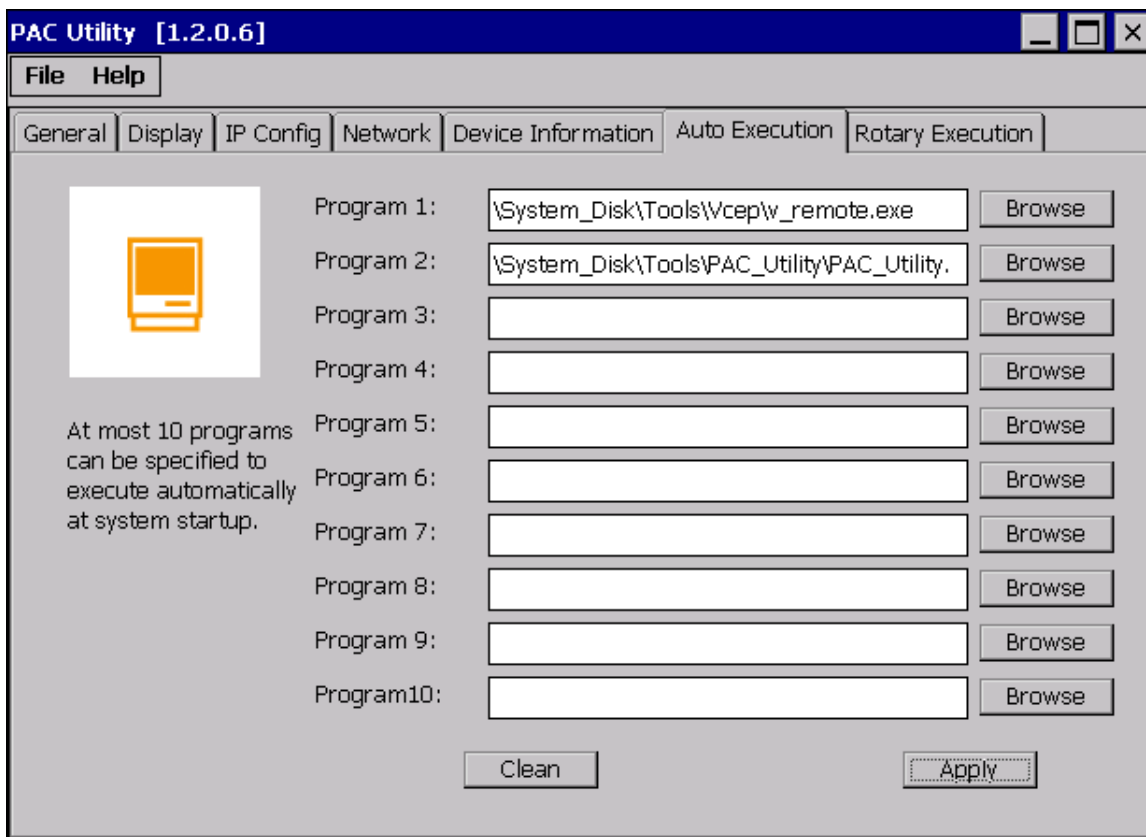 PAC Utility [1.2.0.6]
File Help
General Display IP Config Network Device Information Auto Execution Rotary Execution
Program 1: \System_Disk\Tools\Vcep\v_remote.exe Browse
Program 2: \System_Disk\Tools\PAC_Utility\PAC_Utility. Browse
Program 3: Browse
Program 4: Browse
At most 10 programs
can be specified to
execute automatically
at system startup.
Program 5: Browse
Program 6: Browse
Program 7: Browse
Program 8: Browse
Program 9: Browse
Program10: Browse
Clean Apply